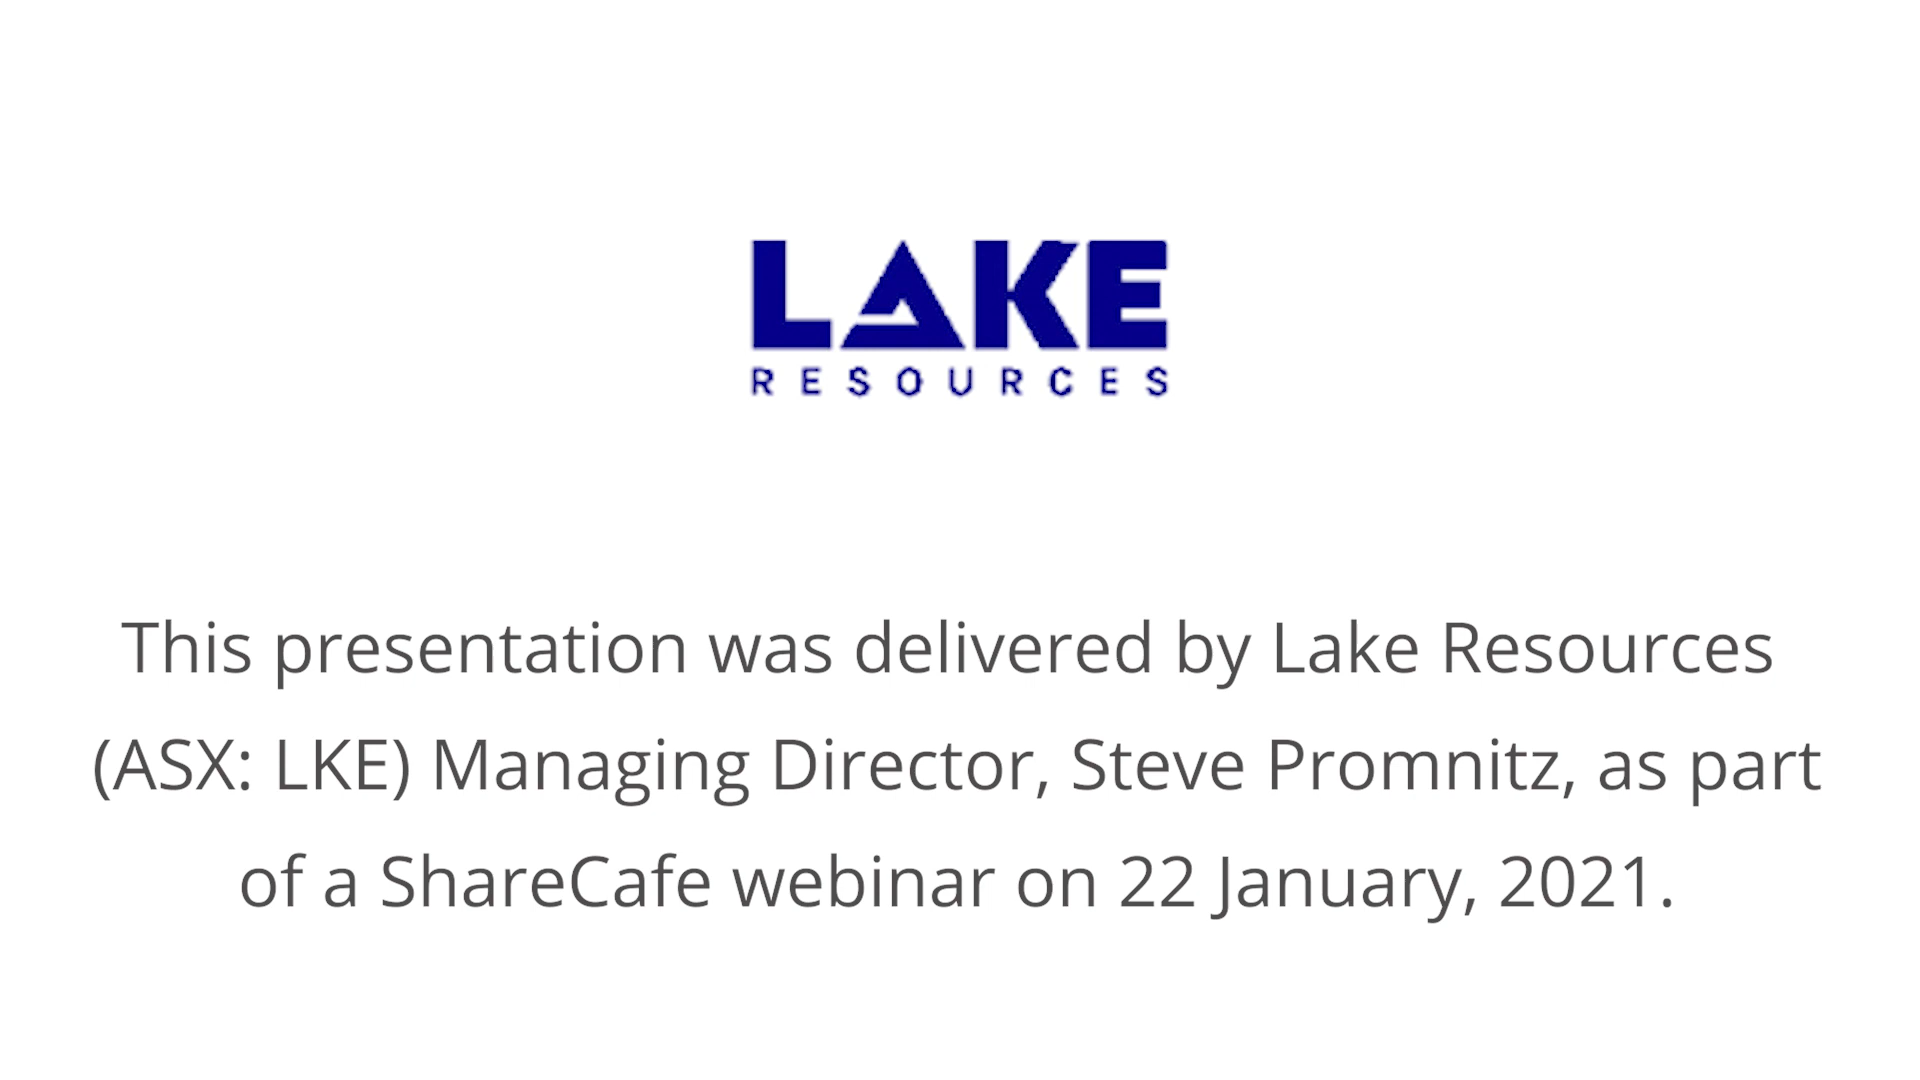 LAKE
RESOURCES
This presentation was delivered by Lake Resources
(ASX: LKE) Managing Director, Steve Promnitz, as part
of a ShareCafe webinar on 22 January, 2021.